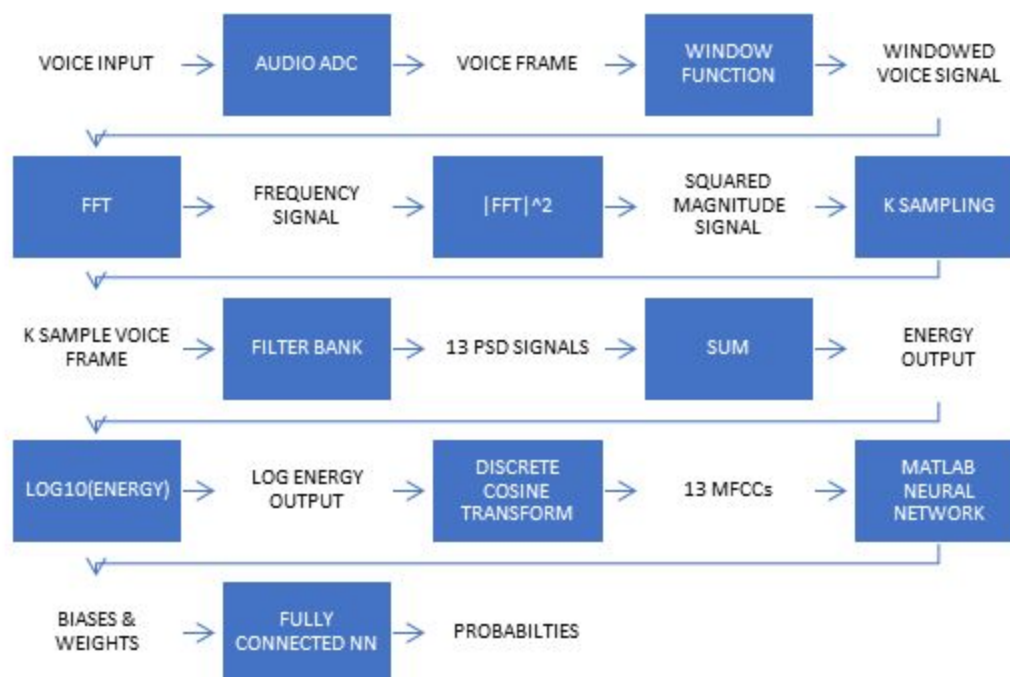 VOICE INPUT
AUDIO ADC
VOICE FRAME
WINDOW
FUNCTION
WINDOWED
VOICE SIGNAL
FFT
FREQUENCY
SIGNAL
|FFT|^2
SQUARED
MAGNITUDE
SIGNAL
K SAMPLING
K SAMPLE VOICE
FRAME
FILTER BANK
13 PSD SIGNALS
SUM
ENERGY
OUTPUT
LOG10(ENERGY)
LOG ENERGY
OUTPUT
DISCRETE
COSINE
TRANSFORM
13 MFCCs
MATLAB
NEURAL
NETWORK
BIASES &
WEIGHTS
FULLY
CONNECTED NN
PROBABILTIES